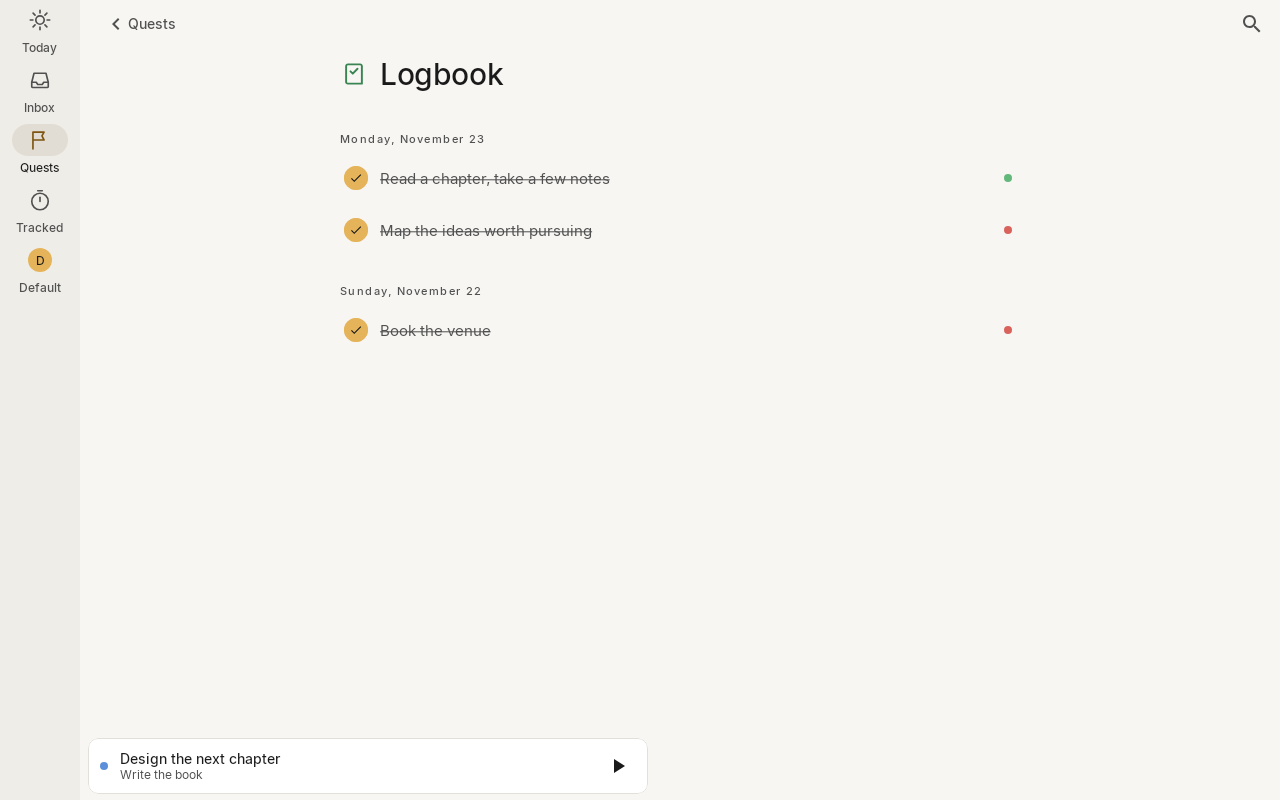 Today
Inbox
Quests
Tracked
D
Default
Quests
Logbook
Monday, November 23
Read a chapter, take a few notes
Map the ideas worth pursuing
Sunday, November 22
Book the venue
Design the next chapter
Write the book